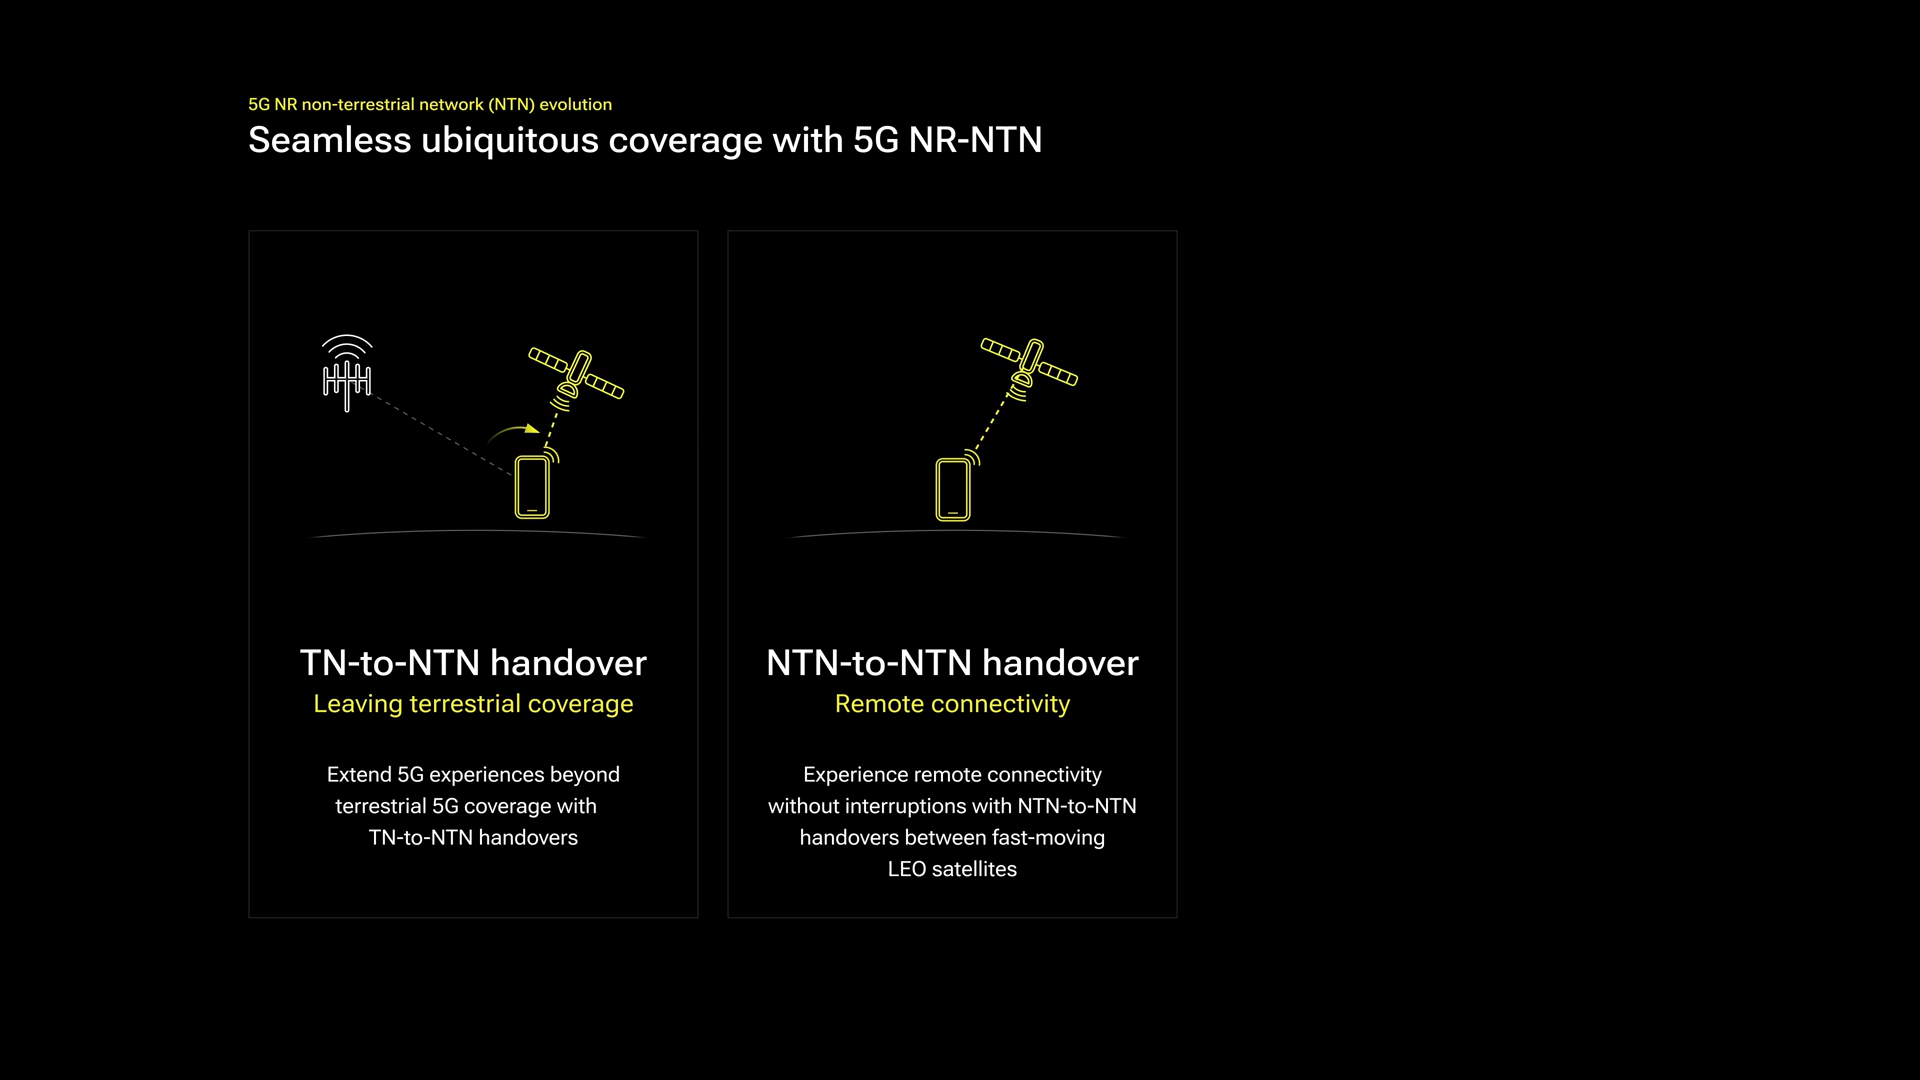 5G NR non-terrestrial network (NTN) evolution
Seamless ubiquitous coverage with 5G NR-NTN
TN-to-NTN handover
Leaving terrestrial coverage
Extend 5G experiences beyond
terrestrial 5G coverage with
TN-to-NTN handovers
NTN-to-NTN handover
Remote connectivity
Experience remote connectivity
without interruptions with NTN-to-NTN
handovers between fast-moving
LEO satellites